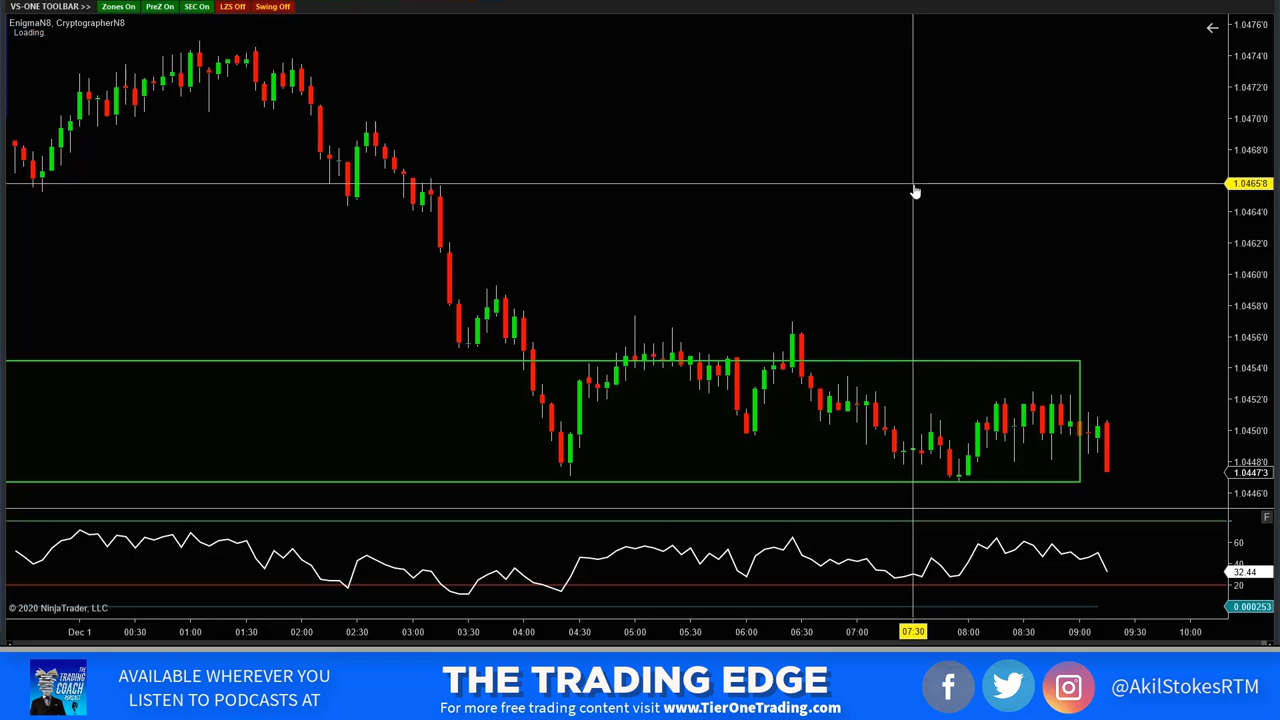 VS-ONE TOOLBAR >> Zones On PreZ On SEC On LZS Off Swing Off
EnigmaN8, CryptographerN8
Loading.
1.0476'0
1.0474'0
1.0472'0
1.0470'0
1.0468'0
1.0465'8
1.0464'0
1.0462'0
1.0460'0
1.0458'0
1.0456'0
1.0454'0
1.0452'0
1.0450'0
1.0448'0
1.0447'3
1.0446'0
F
60
32.44
40
20
0.000253
© 2020 NinjaTrader, LLC
Dec 1 00:30 01:00 01:30 02:00 02:30 03:00 03:30 04:00 04:30 05:00 05:30 06:00 06:30 07:00 07:30 08:00 08:30 09:00 09:30 10:00
THE TRADING COACH PODCAST
AVAILABLE WHEREVER YOU
LISTEN TO PODCASTS AT
THE TRADING EDGE
For more free trading content visit www.TierOneTrading.com
@AkilStokesRTM